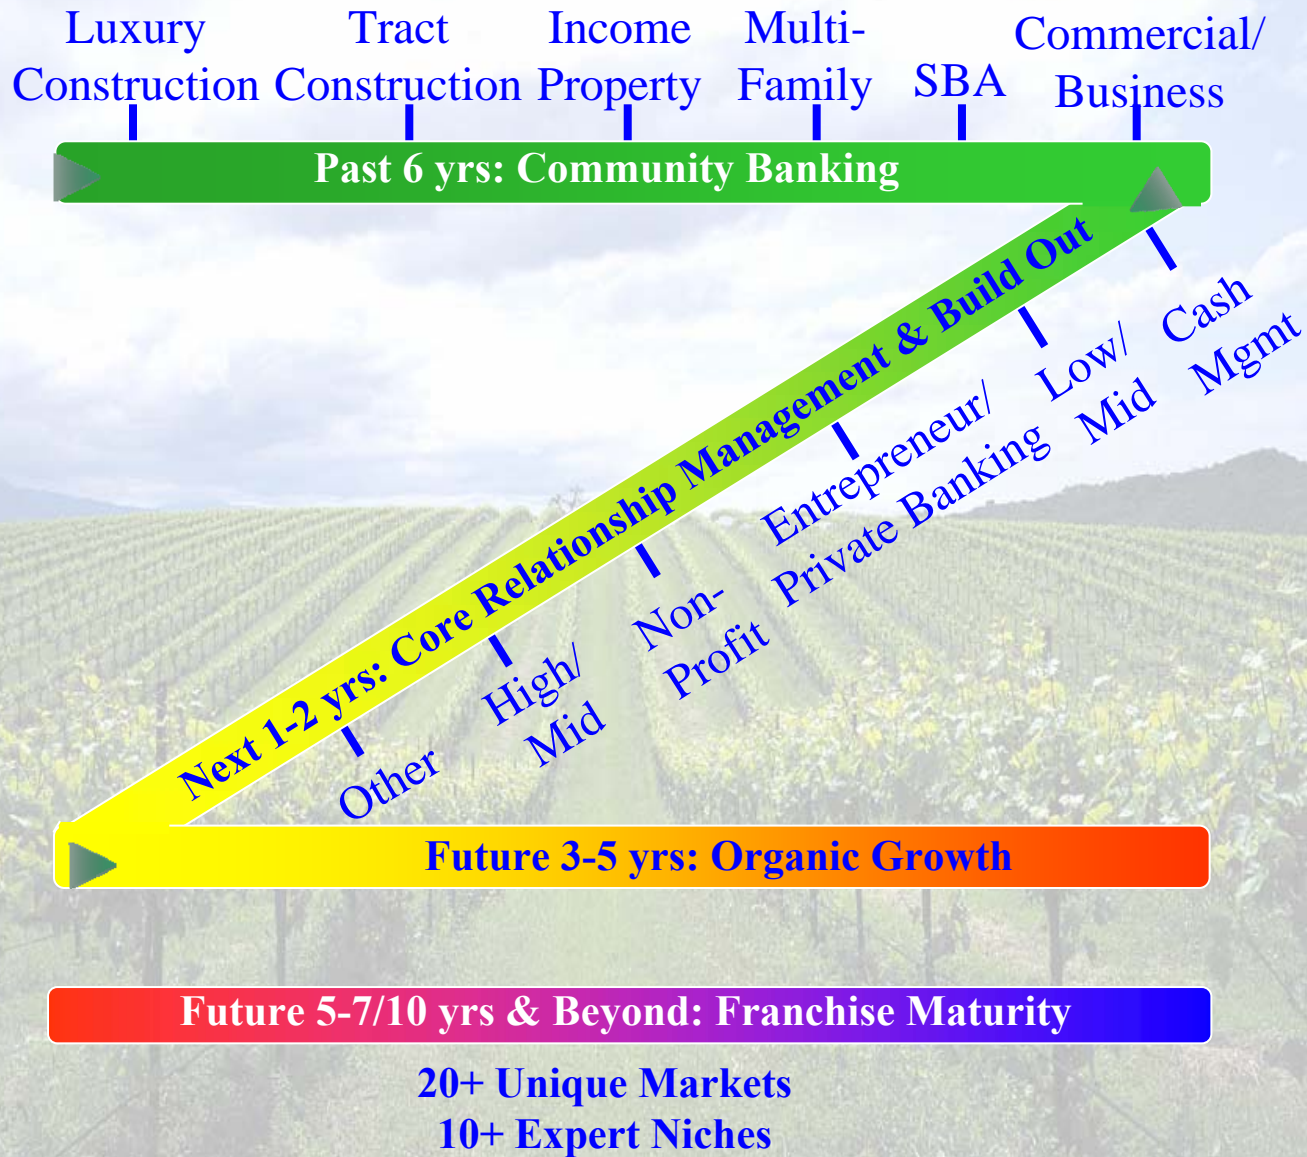 Luxury
Construction
Tract
Construction
Income
Property
Multi-
Family
SBA
Commercial/
Business
Past 6 yrs: Community Banking
Next 1-2 yrs: Core Relationship Management & Build Out
Cash
Mgmt
Low/
Mid
Entrepreneur/
Private Banking
Non-
Profit
High/
Mid
Other
Future 3-5 yrs: Organic Growth
Future 5-7/10 yrs & Beyond: Franchise Maturity
20+ Unique Markets
10+ Expert Niches